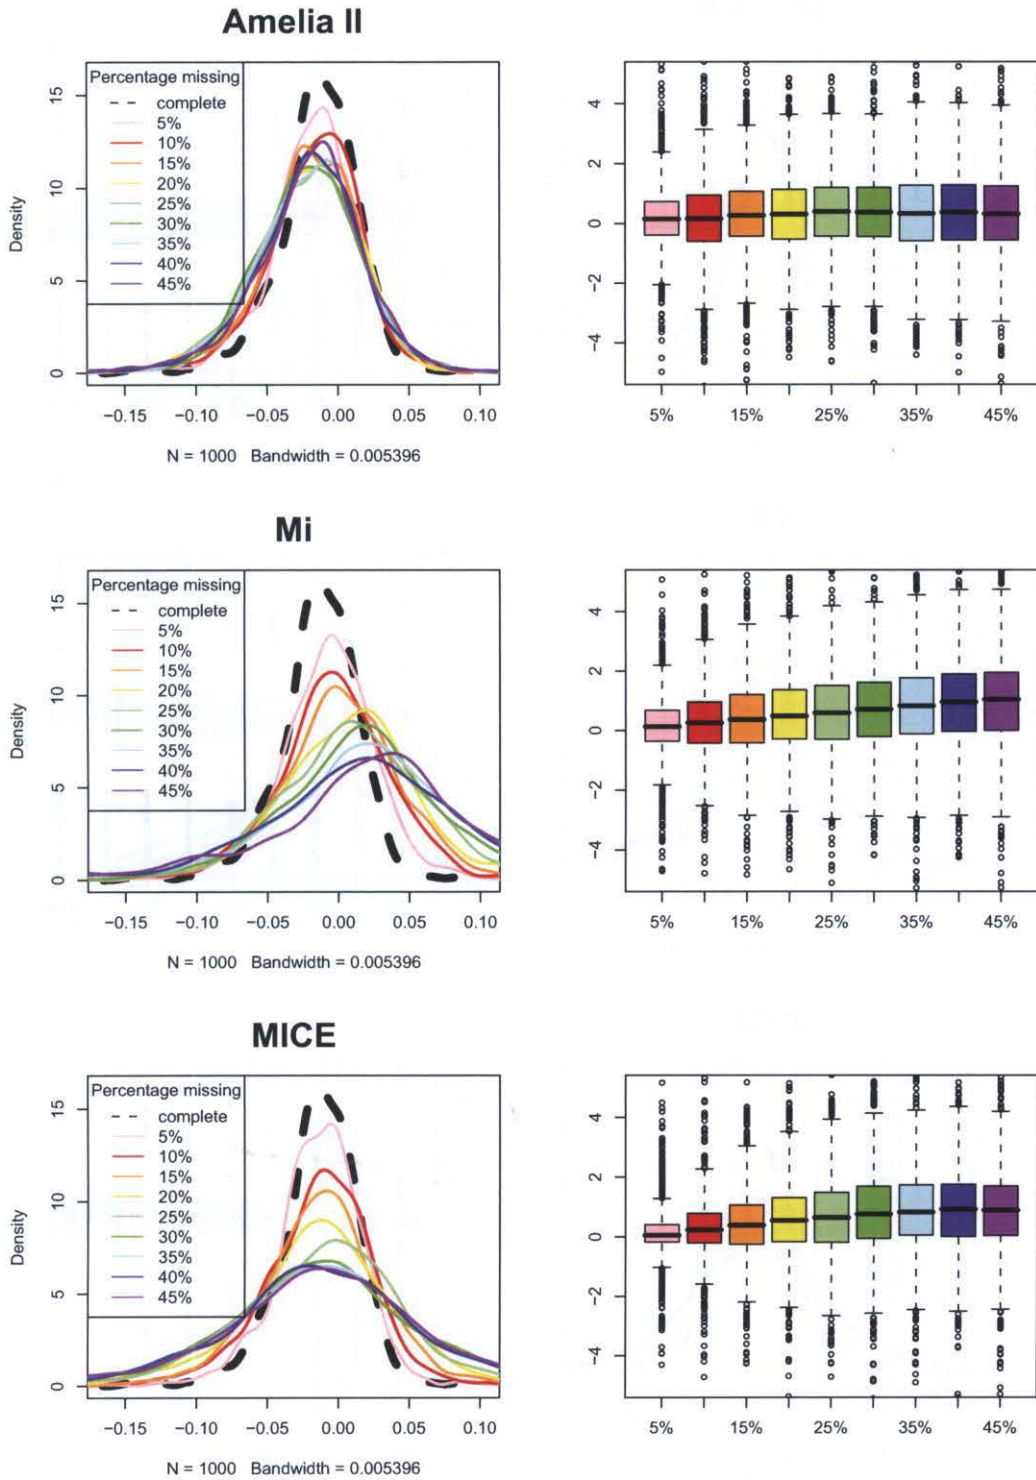 Amelia II
Percentage missing
complete
5%
10%
15%
20%
25%
30%
35%
40%
45%
Density
0 5 10 15
−0.15 −0.10 −0.05 0.00 0.05 0.10
N = 1000 Bandwidth = 0.005396
−4 −2 0 2 4
5% 15% 25% 35% 45%
Mi
Percentage missing
complete
5%
10%
15%
20%
25%
30%
35%
40%
45%
Density
0 5 10 15
−0.15 −0.10 −0.05 0.00 0.05 0.10
N = 1000 Bandwidth = 0.005396
−4 −2 0 2 4
5% 15% 25% 35% 45%
MICE
Percentage missing
complete
5%
10%
15%
20%
25%
30%
35%
40%
45%
Density
0 5 10 15
−0.15 −0.10 −0.05 0.00 0.05 0.10
N = 1000 Bandwidth = 0.005396
−4 −2 0 2 4
5% 15% 25% 35% 45%